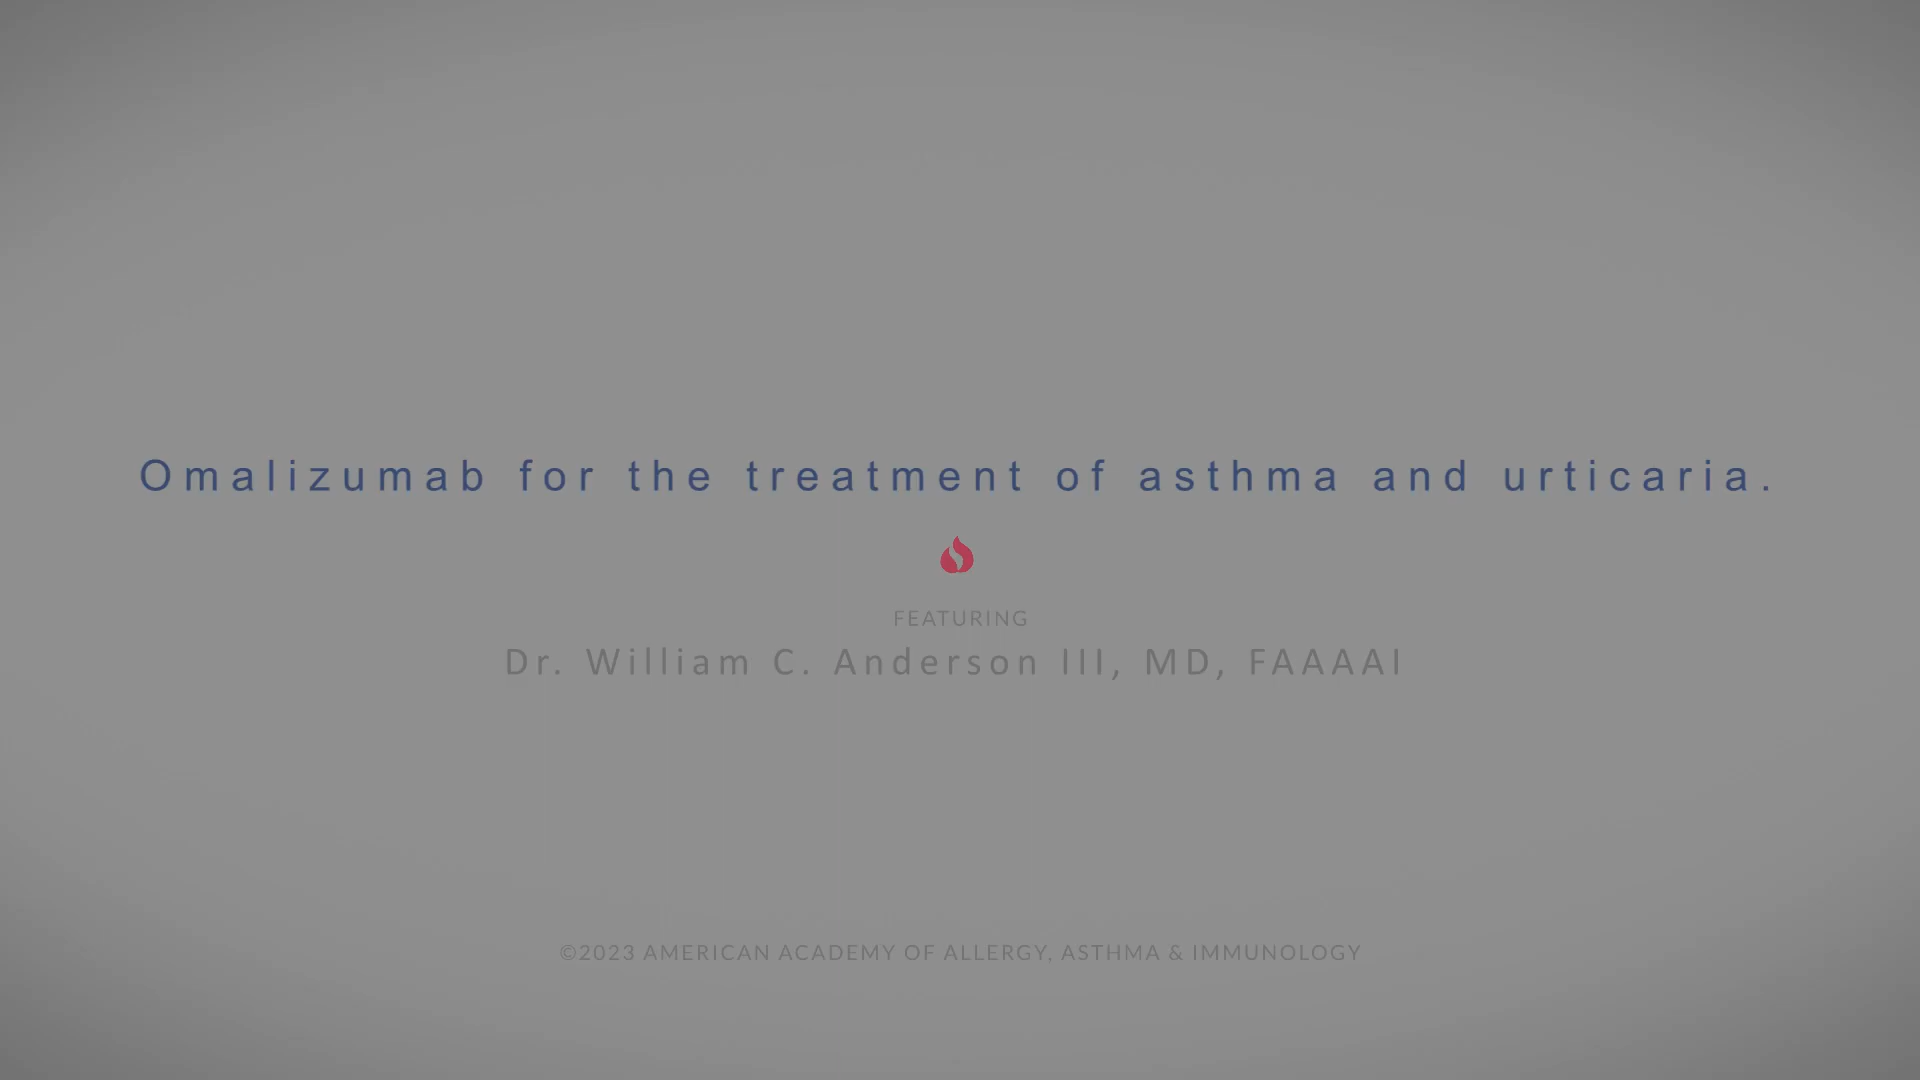 Omalizumab for the treatment of asthma and urticaria.
FEATURING
Dr. William C. Anderson III, MD, FAAAAI
©2023 AMERICAN ACADEMY OF ALLERGY, ASTHMA & IMMUNOLOGY